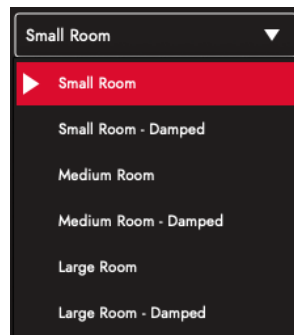 Small Room
Small Room
Small Room - Damped
Medium Room
Medium Room - Damped
Large Room
Large Room - Damped